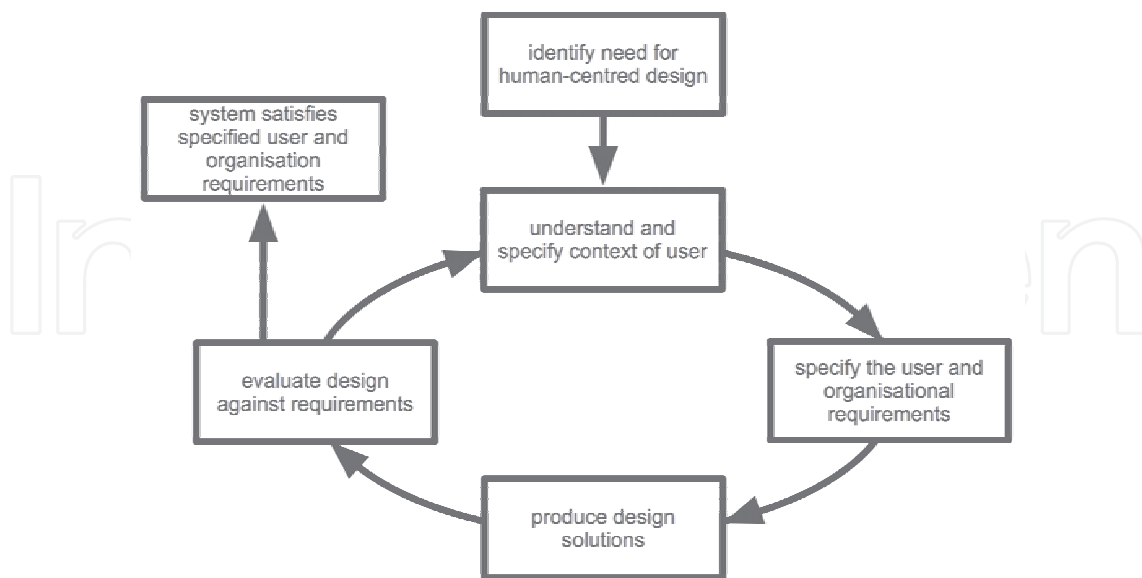 identify need for
human-centred design
system satisfies
specified user and
organisation
requirements
understand and
specify context of user
evaluate design
against requirements
specify the user and
organisational
requirements
produce design
solutions